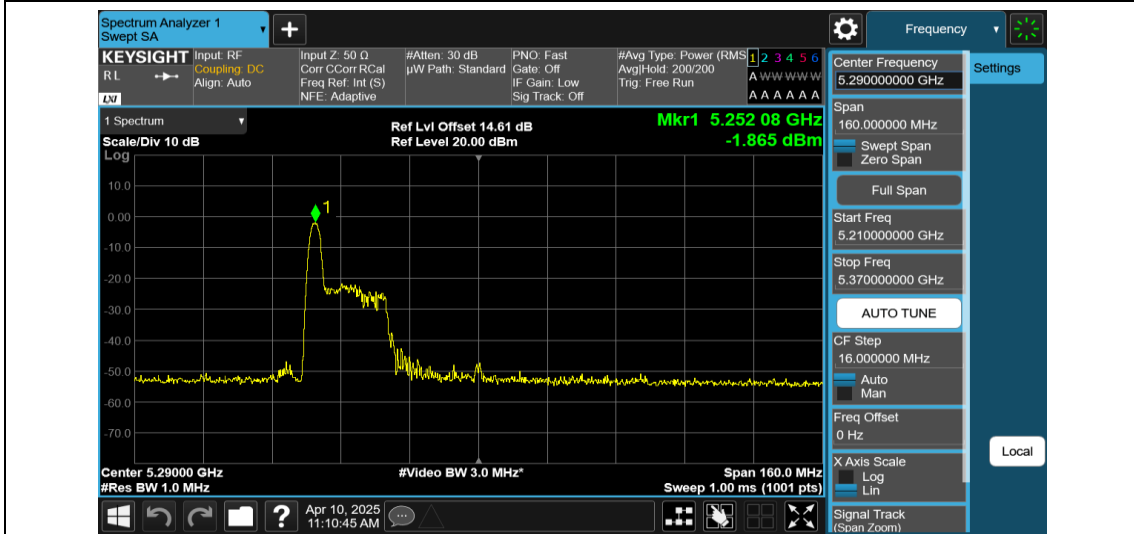 Spectrum Analyzer 1
Swept SA
+
Frequency
KEYSIGHT
R L
LXI
Input: RF
Coupling: DC
Align: Auto
Input Z: 50 Ω
Corr CCorr RCal
Freq Ref: Int (S)
NFE: Adaptive
#Atten: 30 dB
µW Path: Standard
PNO: Fast
Gate: Off
IF Gain: Low
Sig Track: Off
#Avg Type: Power (RMS
Avg|Hold: 200/200
Trig: Free Run
1 2 3 4 5 6
A W W W W W
A A A A A A
1 Spectrum
Scale/Div 10 dB
Log
Ref Lvl Offset 14.61 dB
Ref Level 20.00 dBm
Mkr1 5.252 08 GHz
-1.865 dBm
1
10.0
0.00
-10.0
-20.0
-30.0
-40.0
-50.0
-60.0
-70.0
Center 5.29000 GHz
#Res BW 1.0 MHz
#Video BW 3.0 MHz*
Span 160.0 MHz
Sweep 1.00 ms (1001 pts)
?
Apr 10, 2025
11:10:45 AM
Center Frequency
5.290000000 GHz
Span
160.000000 MHz
Swept Span
Zero Span
Full Span
Start Freq
5.210000000 GHz
Stop Freq
5.370000000 GHz
AUTO TUNE
CF Step
16.000000 MHz
Auto
Man
Freq Offset
0 Hz
X Axis Scale
Log
Lin
Signal Track
(Span Zoom)
Settings
Local